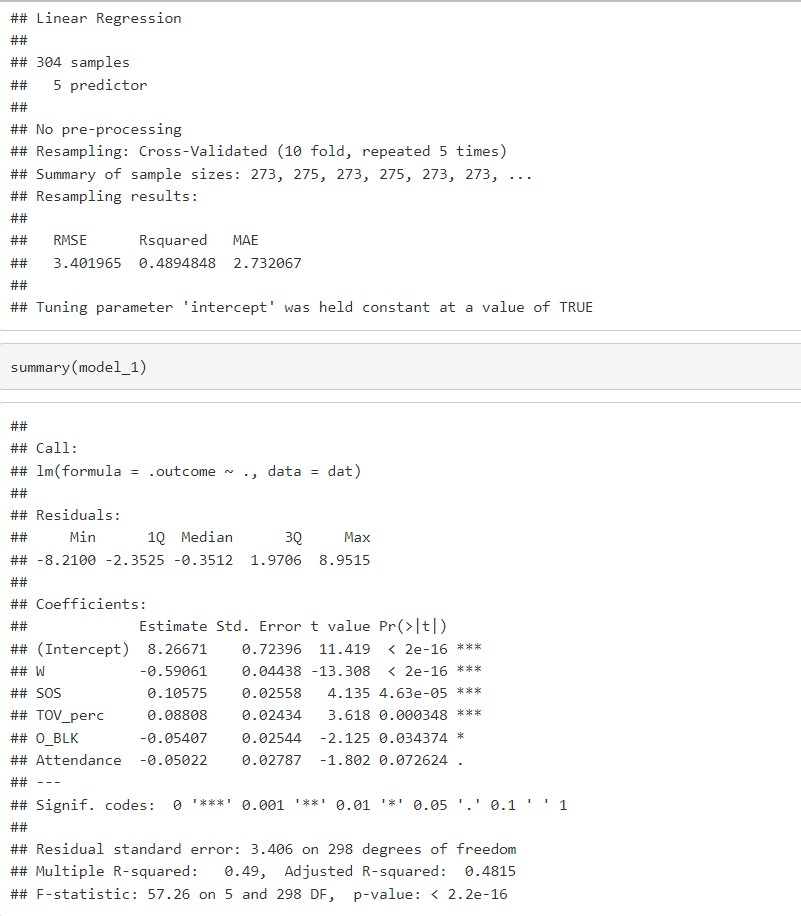 ## Linear Regression
##
## 304 samples
##   5 predictor
##
## No pre-processing
## Resampling: Cross-Validated (10 fold, repeated 5 times)
## Summary of sample sizes: 273, 275, 273, 275, 273, 273, ...
## Resampling results:
##
##   RMSE      Rsquared   MAE
##   3.401965  0.4894848  2.732067
##
## Tuning parameter 'intercept' was held constant at a value of TRUE
summary(model_1)
##
## Call:
## lm(formula = .outcome ~ ., data = dat)
##
## Residuals:
##     Min      1Q  Median      3Q     Max
## -8.2100 -2.3525 -0.3512  1.9706  8.9515
##
## Coefficients:
##             Estimate Std. Error t value Pr(>|t|)
## (Intercept)  8.26671    0.72396  11.419  < 2e-16 ***
## W           -0.59061    0.04438 -13.308  < 2e-16 ***
## SOS          0.10575    0.02558   4.135 4.63e-05 ***
## TOV_perc     0.08808    0.02434   3.618 0.000348 ***
## O_BLK       -0.05407    0.02544  -2.125 0.034374 *
## Attendance  -0.05022    0.02787  -1.802 0.072624 .
## ---
## Signif. codes:  0 '***' 0.001 '**' 0.01 '*' 0.05 '.' 0.1 ' ' 1
##
## Residual standard error: 3.406 on 298 degrees of freedom
## Multiple R-squared:   0.49, Adjusted R-squared:  0.4815
## F-statistic: 57.26 on 5 and 298 DF,  p-value: < 2.2e-16